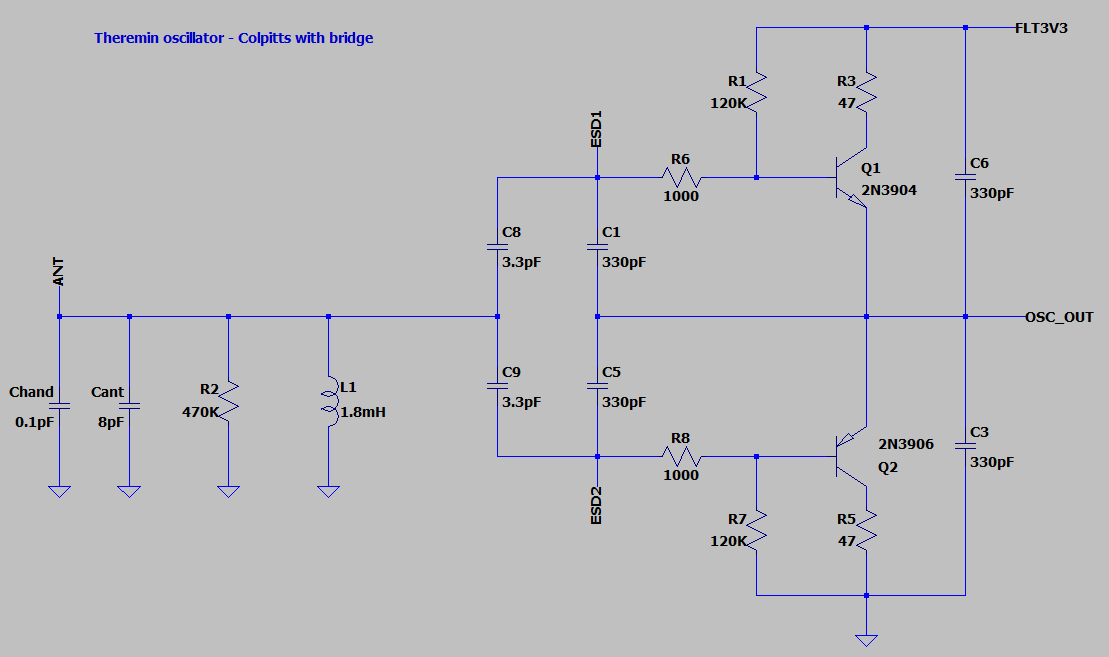 Theremin oscillator - Colpitts with bridge
FLT3V3
R1
120K
R3
47
ESD1
R6
1000
Q1
2N3904
C6
330pF
C8
3.3pF
C1
330pF
ANT
OSC_OUT
Chand
0.1pF
Cant
8pF
R2
470K
L1
1.8mH
C9
3.3pF
C5
330pF
R8
1000
2N3906
Q2
C3
330pF
ESD2
R7
120K
R5
47